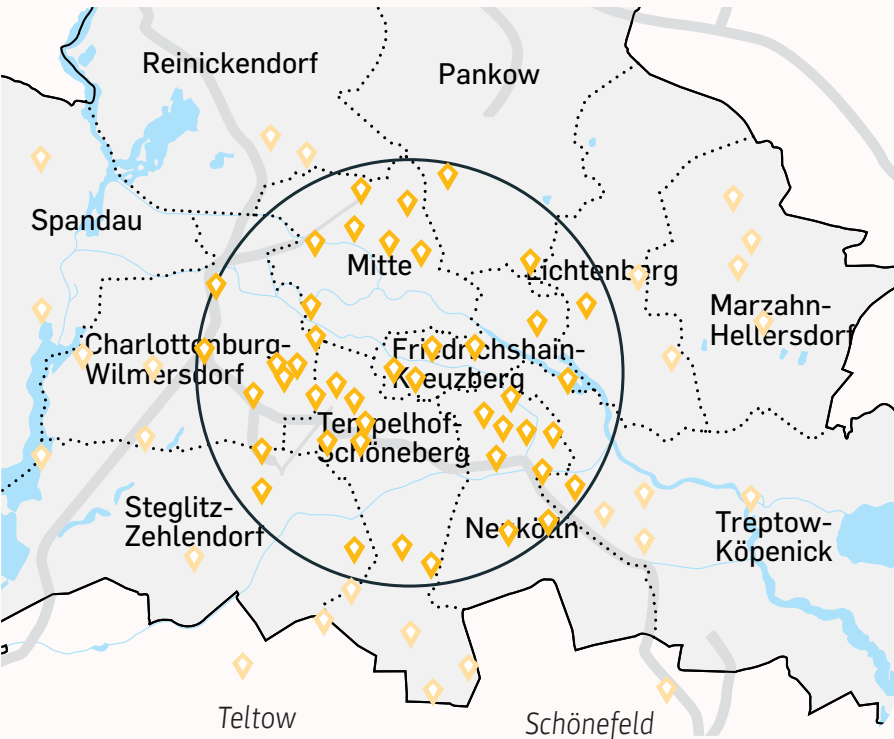 Reinickendorf
Pankow
Spandau
Mitte
Lichtenberg
Marzahn-
Hellersdorf
Charlottenburg-
Wilmersdorf
Friedrichshain-
Kreuzberg
Tempelhof-
Schöneberg
Steglitz-
Zehlendorf
Neukölln
Treptow-
Köpenick
Teltow
Schönefeld